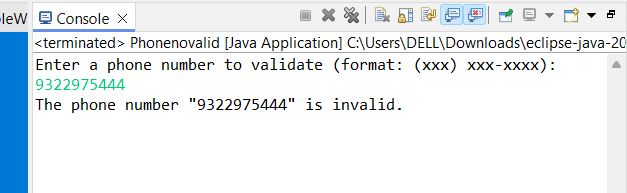 leW
Console
<terminated> Phonenovalid [Java Application] C:\Users\DELL\Downloads\eclipse-java-20
Enter a phone number to validate (format: (xxx) xxx-xxxx):
9322975444
The phone number "9322975444" is invalid.